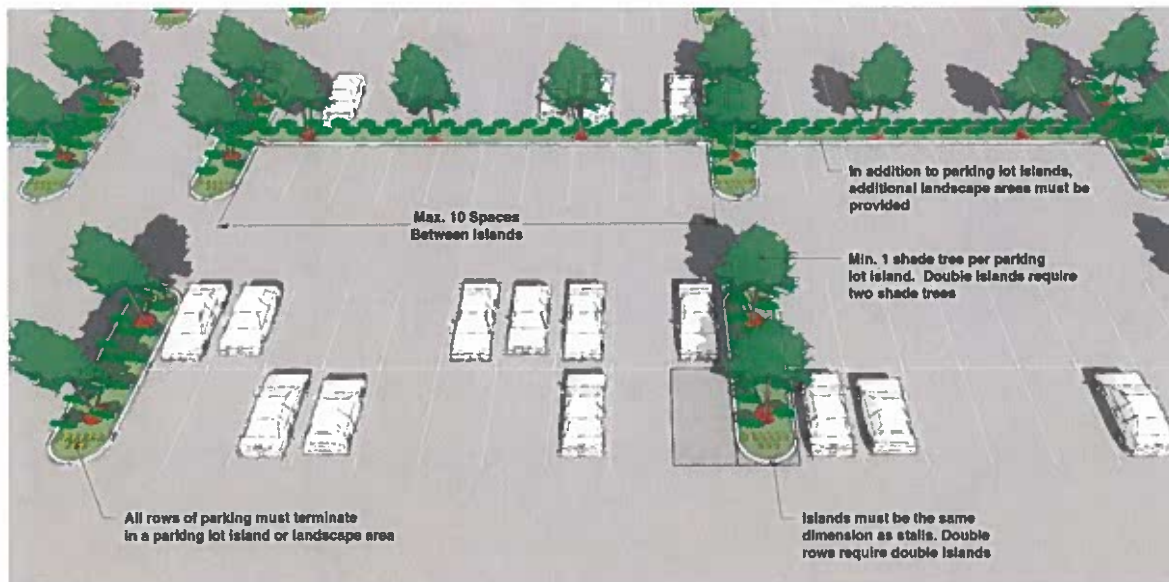 In addition to parking lot islands,
additional landscape areas must be
provided
Max. 10 Spaces
Between Islands
Min. 1 shade tree per parking
lot island. Double islands require
two shade trees
All rows of parking must terminate
in a parking lot island or landscape area
Islands must be the same
dimension as stalls. Double
rows require double islands